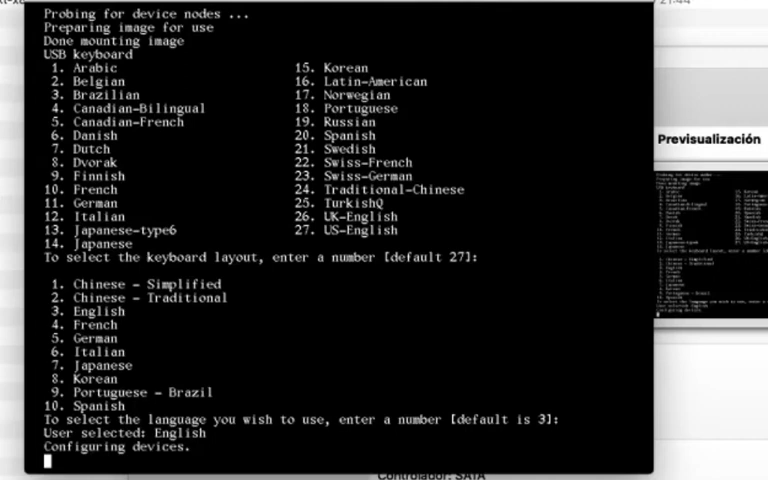 Probing for device nodes ...
Preparing image for use
Done mounting image
USB keyboard
1. Arabic 15. Korean
2. Belgian 16. Latin-American
3. Brazilian 17. Norwegian
4. Canadian-Bilingual 18. Portuguese
5. Canadian-French 19. Russian
6. Danish 20. Spanish
7. Dutch 21. Swedish
8. Dvorak 22. Swiss-French
9. Finnish 23. Swiss-German
10. French 24. Traditional-Chinese
11. German 25. TurkishQ
12. Italian 26. UK-English
13. Japanese-type6 27. US-English
14. Japanese
To select the keyboard layout, enter a number [default 27]:
1. Chinese - Simplified
2. Chinese - Traditional
3. English
4. French
5. German
6. Italian
7. Japanese
8. Korean
9. Portuguese - Brazil
10. Spanish
To select the language you wish to use, enter a number [default is 3]:
User selected: English
Configuring devices.
Previsualización
Controlador: SATA